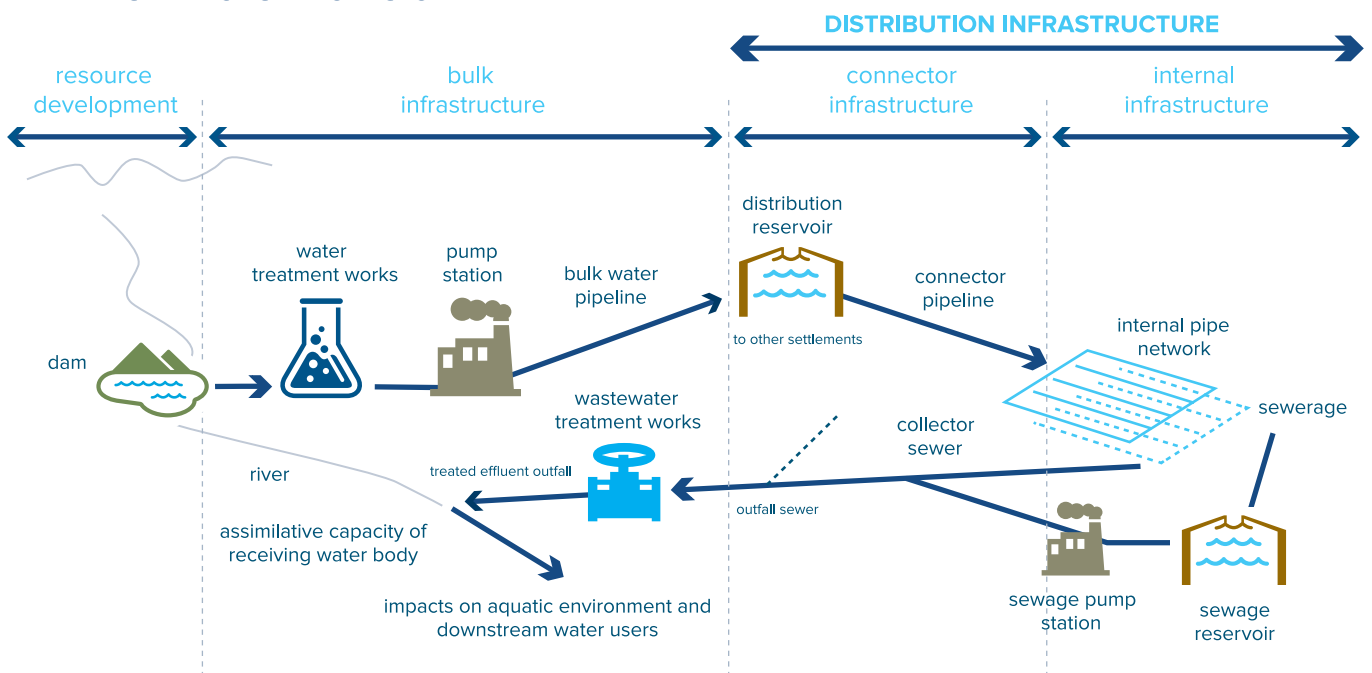 DISTRIBUTION INFRASTRUCTURE
resource
development
bulk
infrastructure
connector
infrastructure
internal
infrastructure
distribution
reservoir
water
treatment works
pump
station
bulk water
pipeline
connector
pipeline
to other settlements
internal pipe
network
dam
wastewater
treatment works
sewerage
collector
sewer
river
treated effluent outfall
outfall sewer
assimilative capacity of
receiving water body
impacts on aquatic environment and
downstream water users
sewage pump
station
sewage
reservoir